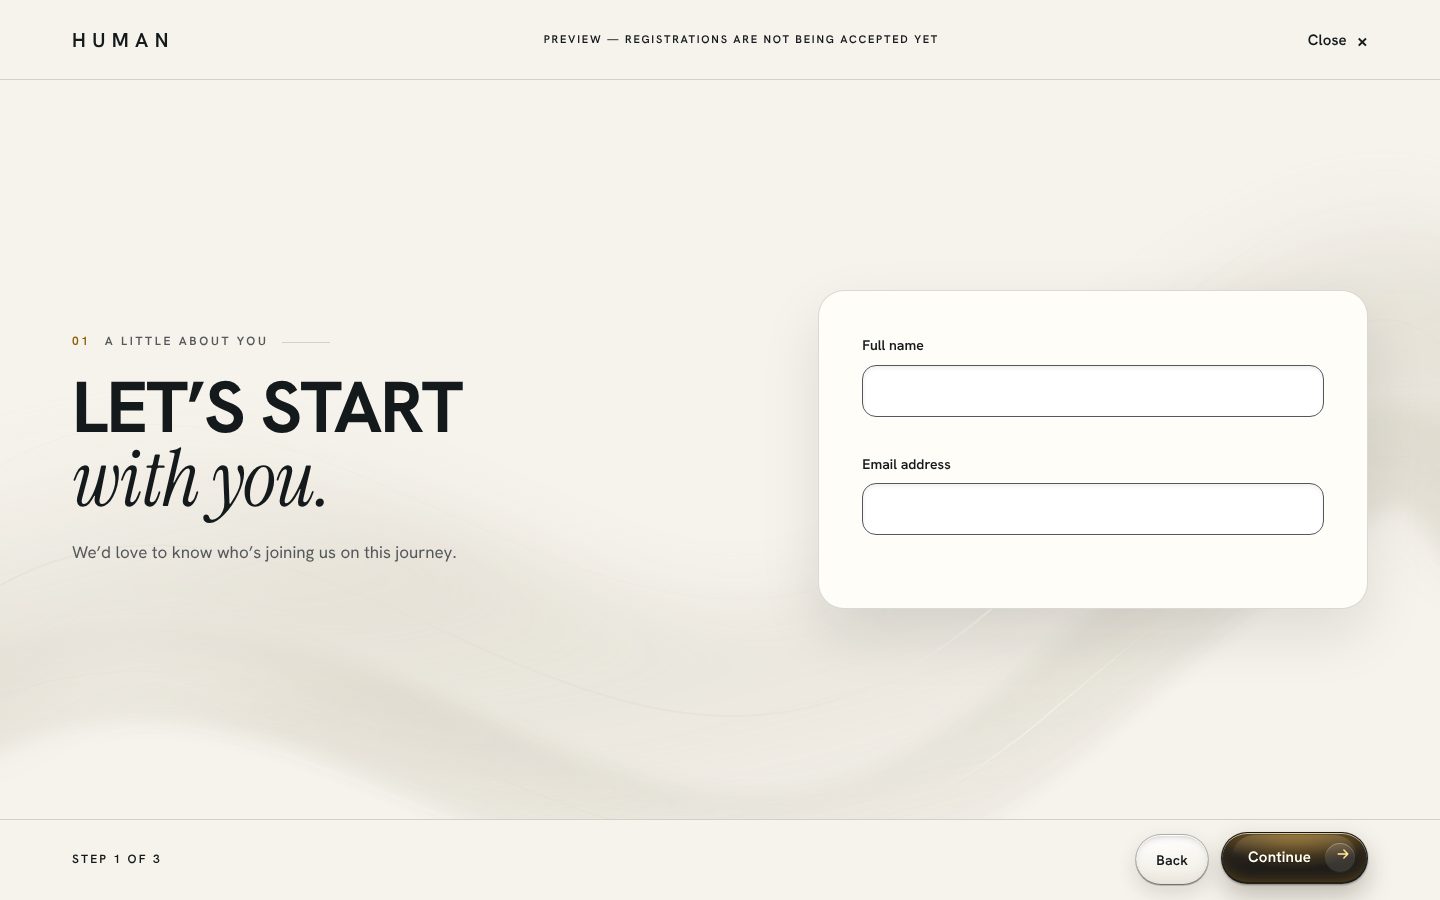 HUMAN
PREVIEW — REGISTRATIONS ARE NOT BEING ACCEPTED YET
Close ×
01 A LITTLE ABOUT YOU
LET’S START
with you.
We’d love to know who’s joining us on this journey.
Full name
Email address
STEP 1 OF 3
Back
Continue →